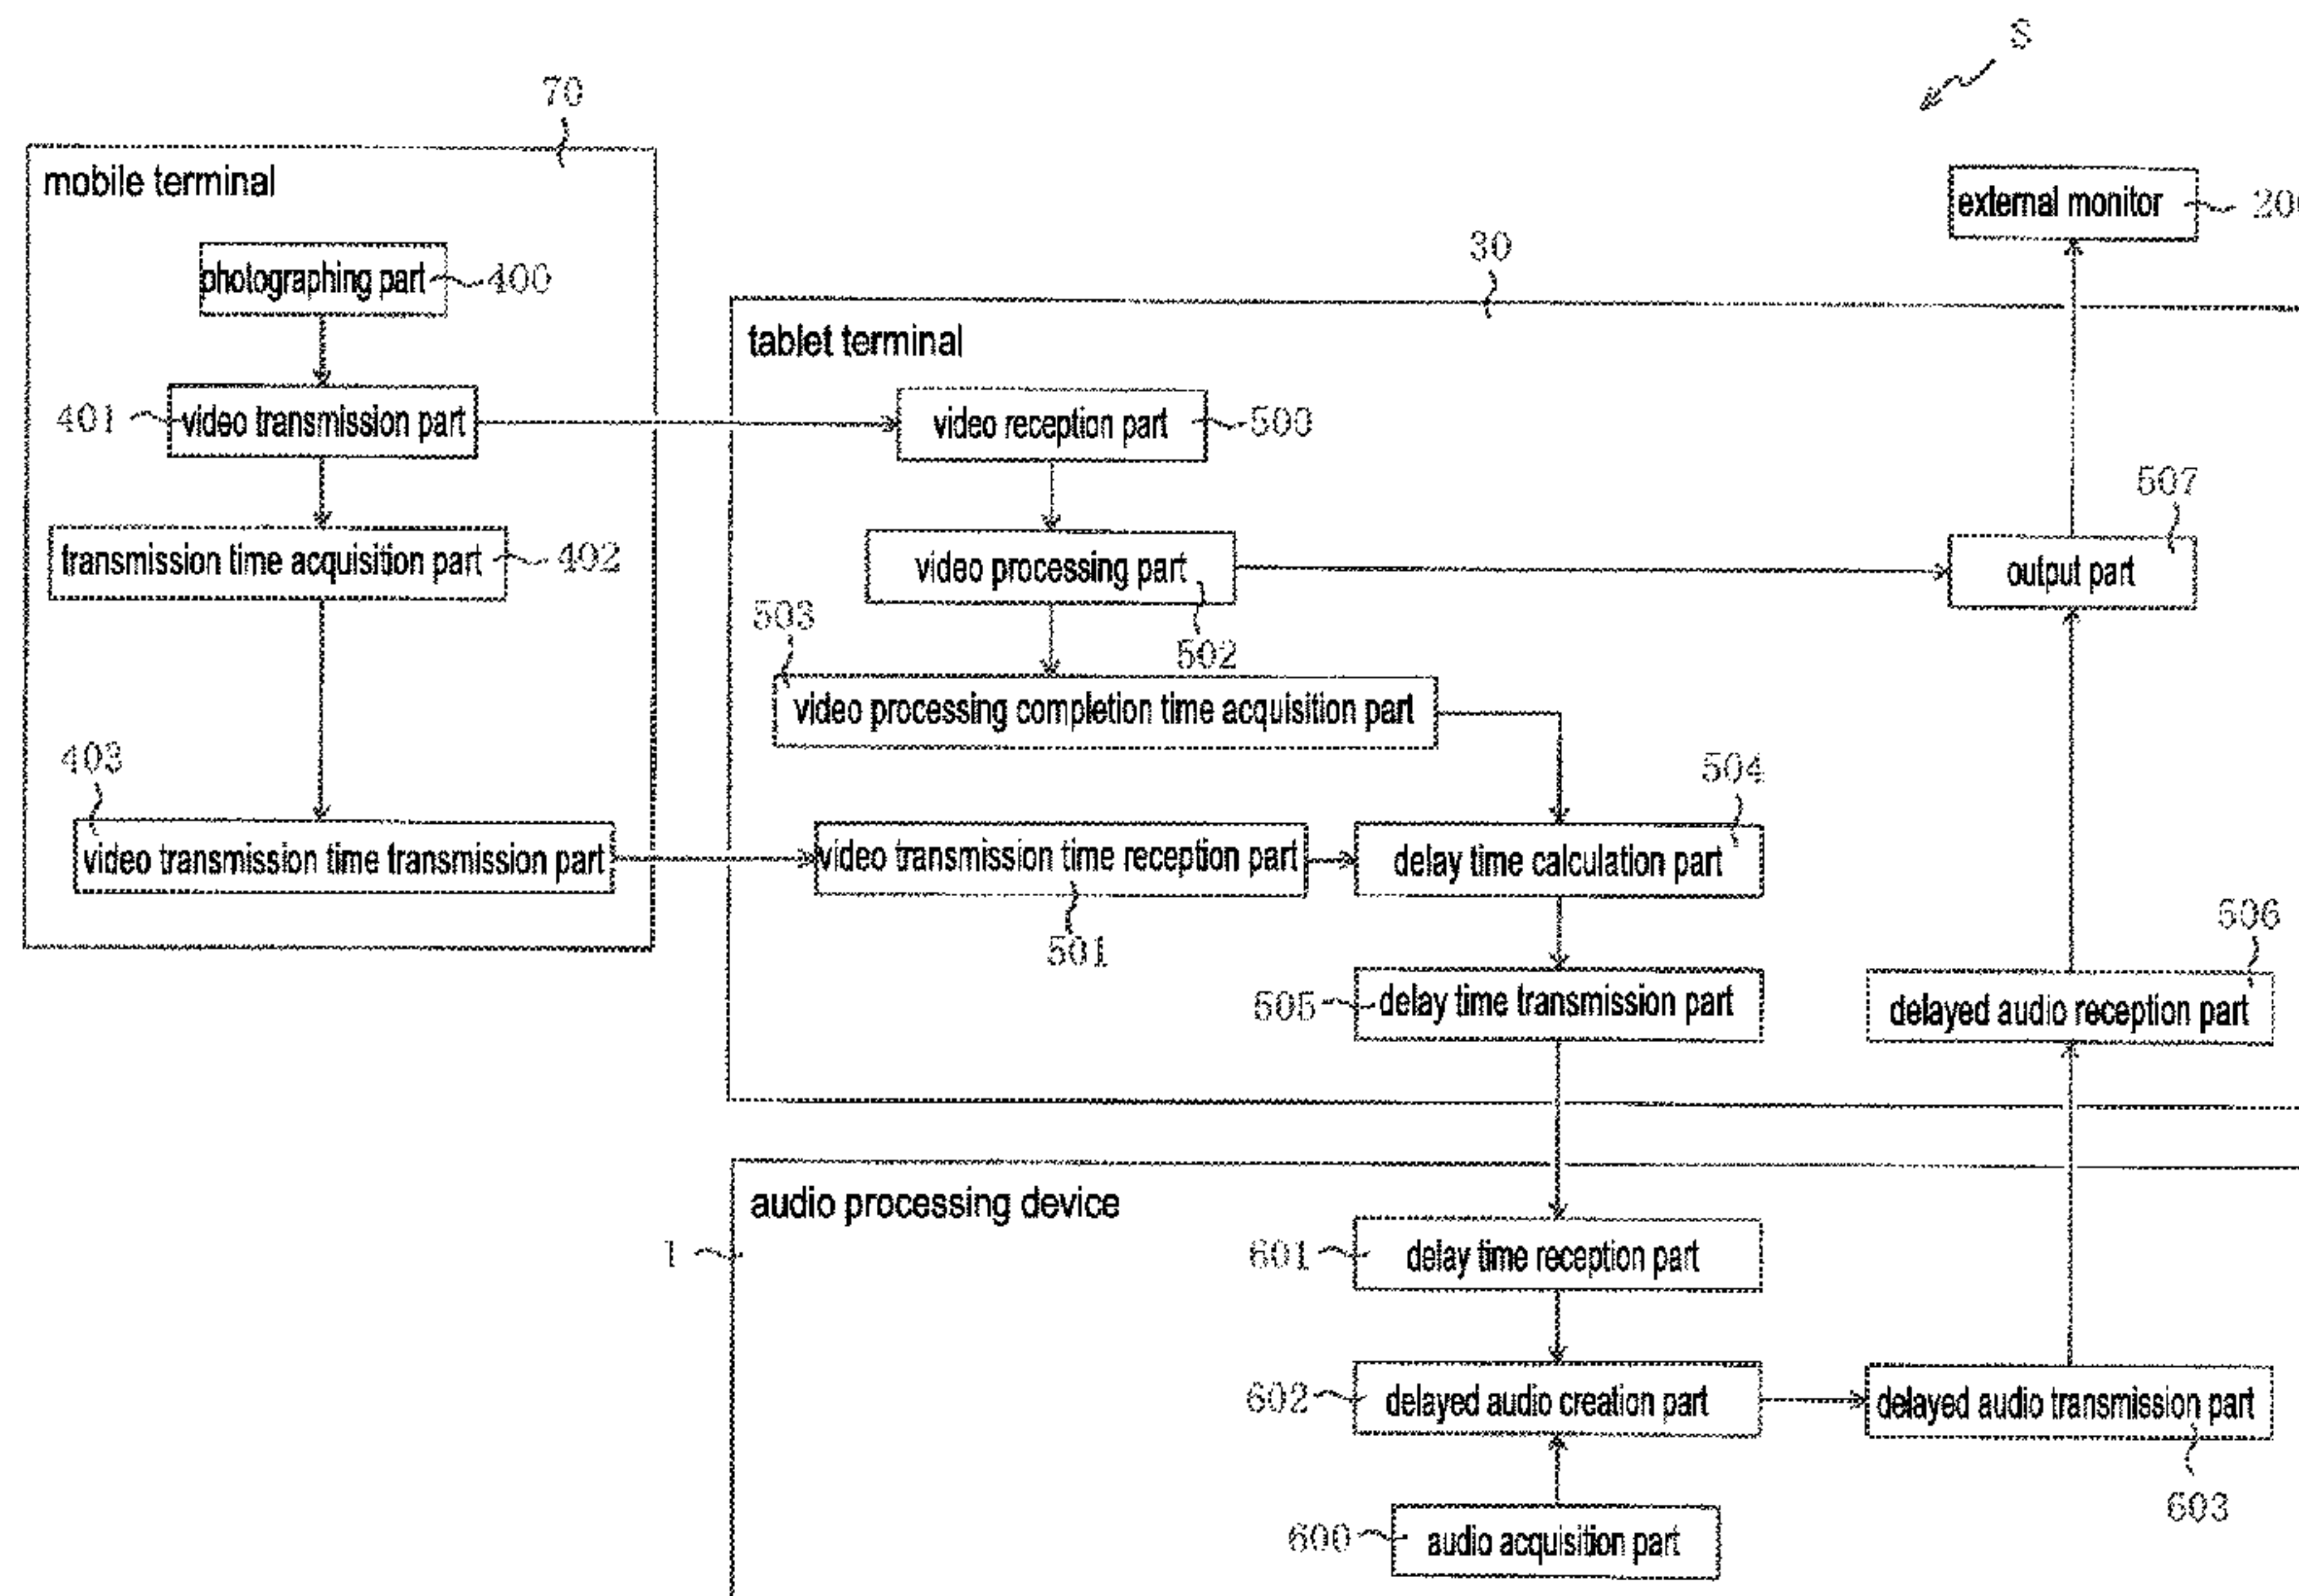 S
70
mobile terminal
external monitor
photographing part
400
30
tablet terminal
401
video transmission part
video reception part
500
507
transmission time acquisition part
402
video processing part
output part
503
502
video processing completion time acquisition part
403
504
video transmission time transmission part
video transmission time reception part
delay time calculation part
501
506
505
delay time transmission part
delayed audio reception part
audio processing device
1
601
delay time reception part
602
delayed audio creation part
delayed audio transmission part
603
600
audio acquisition part